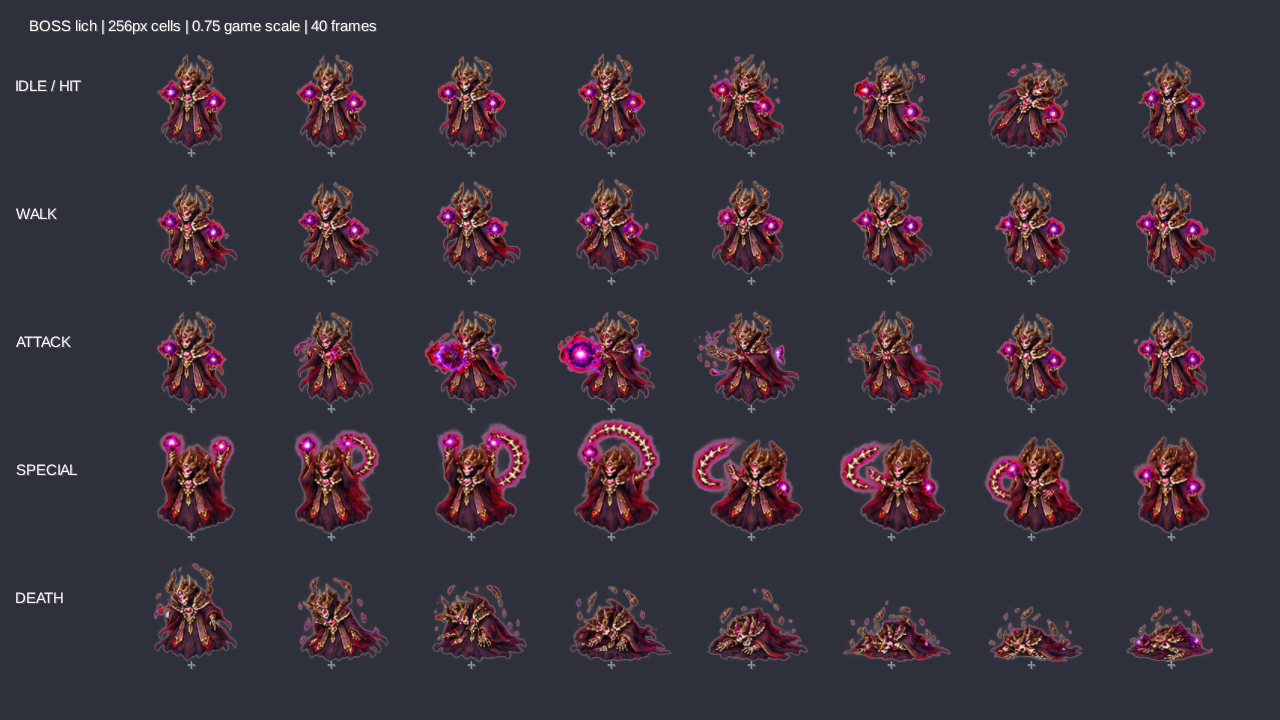 BOSS lich | 256px cells | 0.75 game scale | 40 frames
IDLE / HIT
WALK
ATTACK
SPECIAL
DEATH